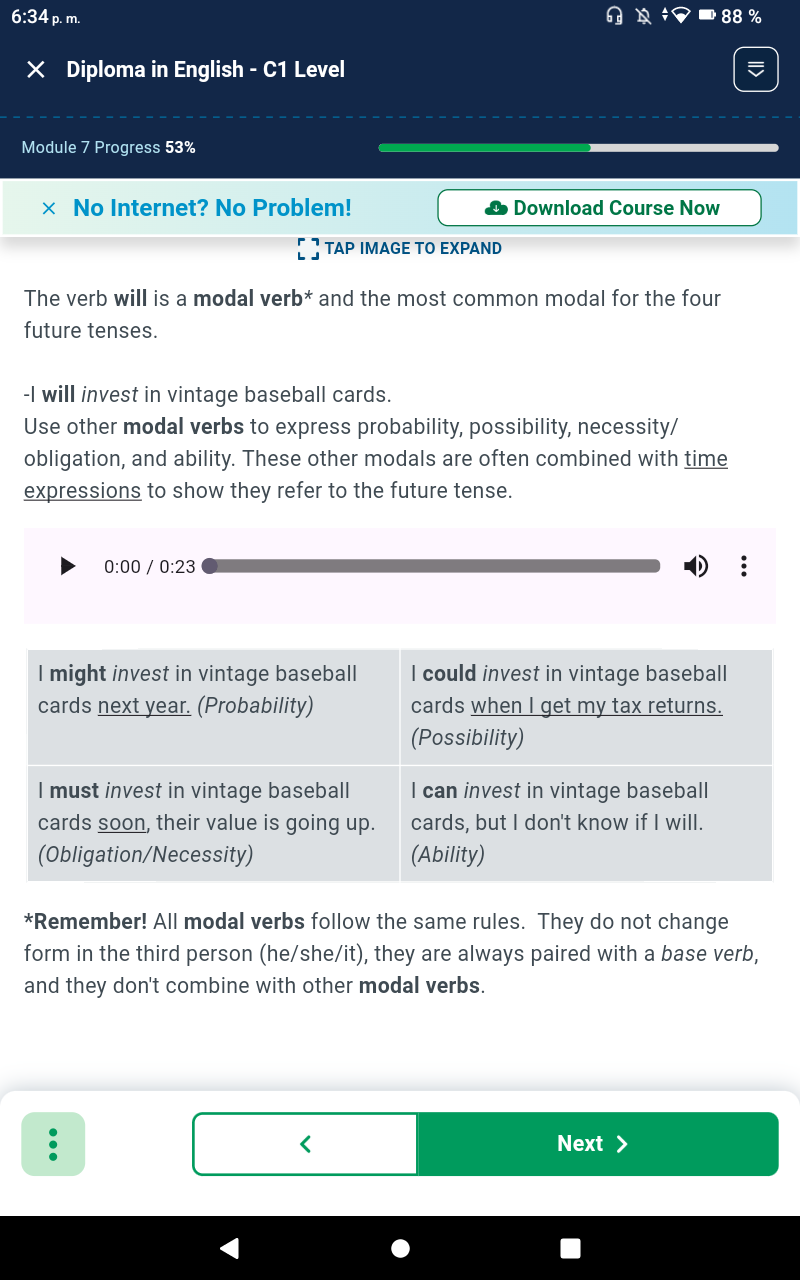 6:34 p. m.
88 %
Diploma in English - C1 Level
Module 7 Progress 53%
No Internet? No Problem!
Download Course Now
TAP IMAGE TO EXPAND
The verb will is a modal verb* and the most common modal for the four
future tenses.
-I will invest in vintage baseball cards.
Use other modal verbs to express probability, possibility, necessity/
obligation, and ability. These other modals are often combined with time
expressions to show they refer to the future tense.
0:00 / 0:23
I might invest in vintage baseball
cards next year. (Probability)
I could invest in vintage baseball
cards when I get my tax returns.
(Possibility)
I must invest in vintage baseball
cards soon, their value is going up.
(Obligation/Necessity)
I can invest in vintage baseball
cards, but I don't know if I will.
(Ability)
*Remember! All modal verbs follow the same rules.  They do not change
form in the third person (he/she/it), they are always paired with a base verb,
and they don't combine with other modal verbs.
Next